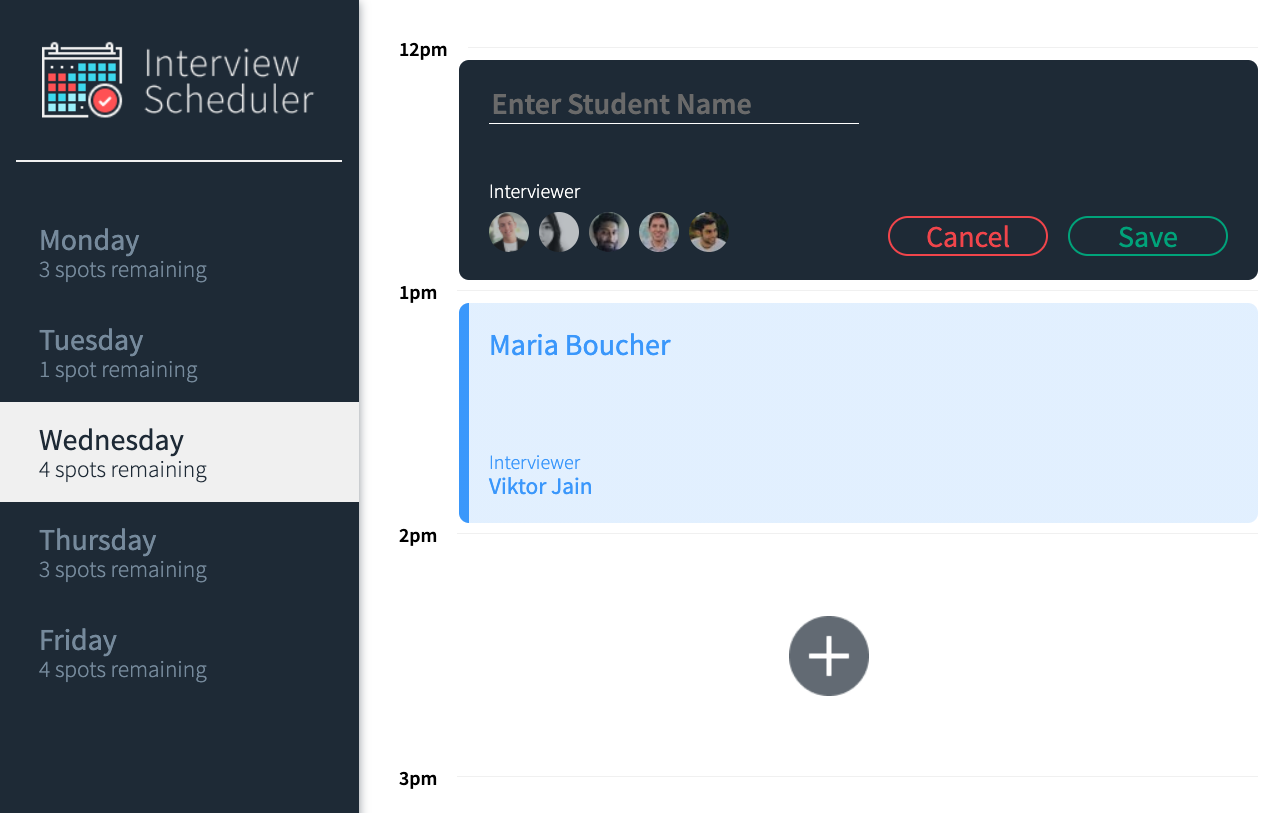 Interview
Scheduler
Monday
3 spots remaining
Tuesday
1 spot remaining
Wednesday
4 spots remaining
Thursday
3 spots remaining
Friday
4 spots remaining
12pm
Enter Student Name
Interviewer
Cancel
Save
1pm
Maria Boucher
Interviewer
Viktor Jain
2pm
3pm